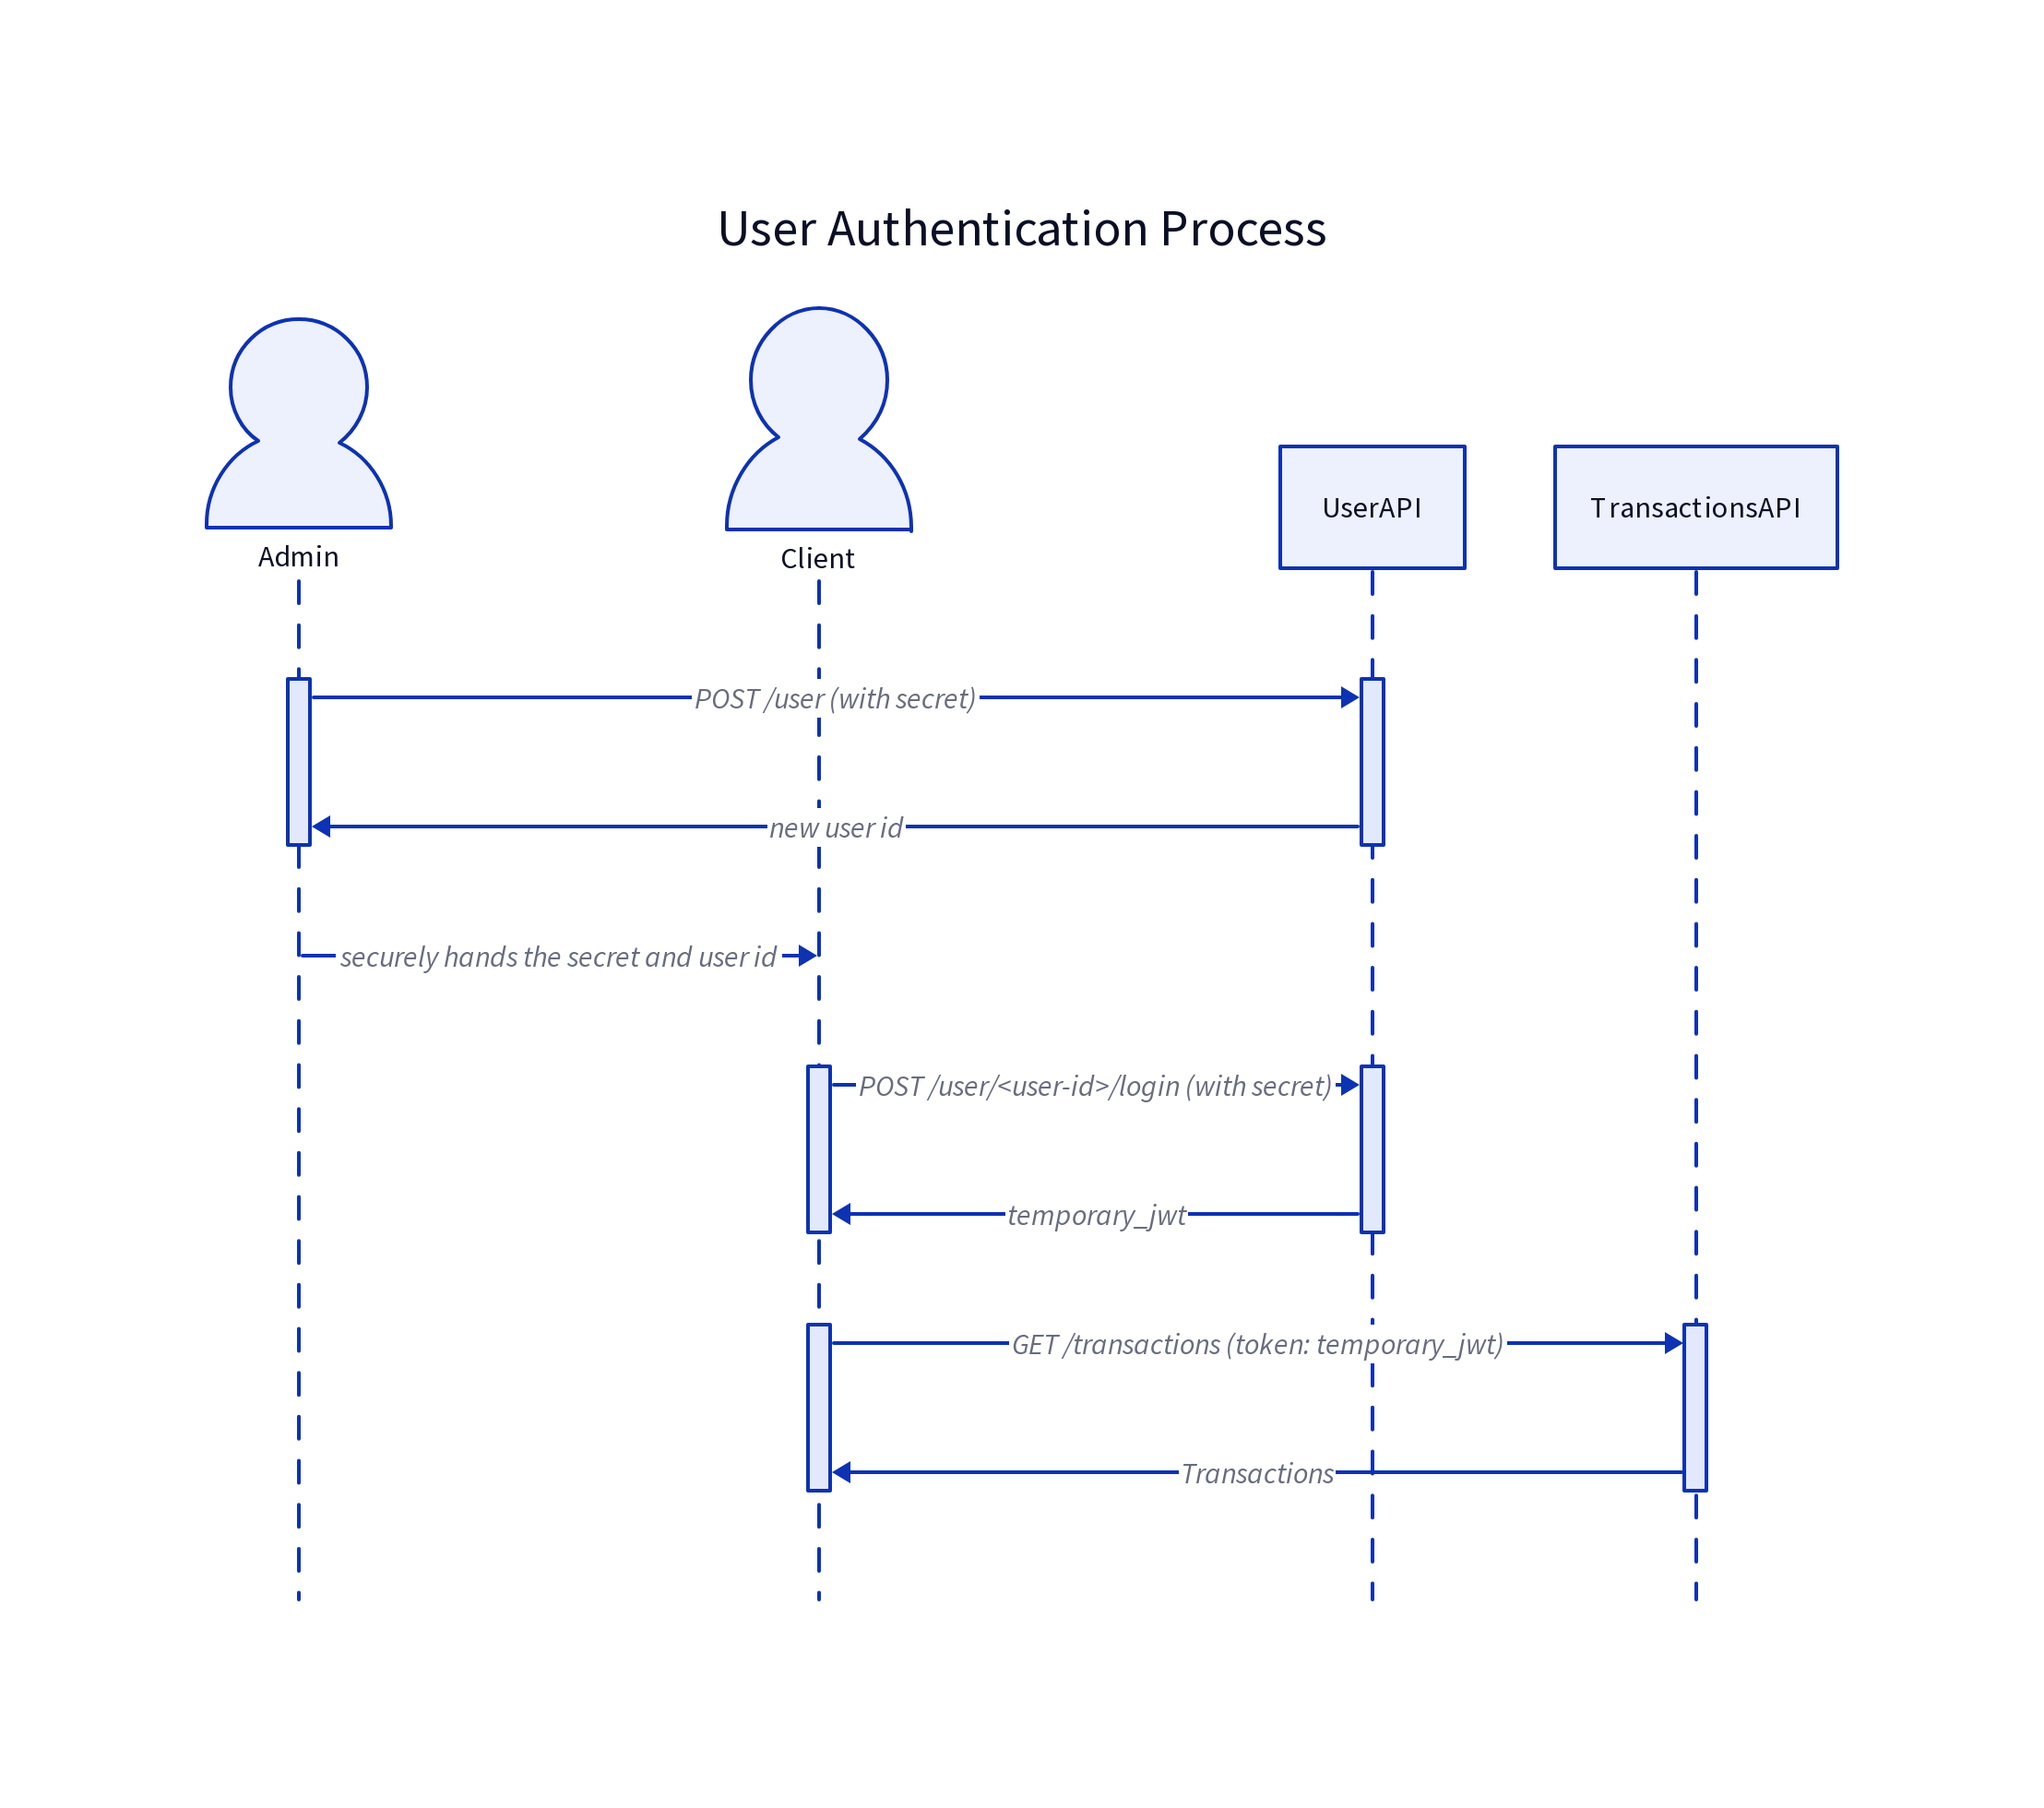 User Authentication Process
Admin
Client
UserAPI
TransactionsAPI
POST /user (with secret)
new user id
securely hands the secret and user id
POST /user/<user-id>/login (with secret)
temporary_jwt
GET /transactions (token: temporary_jwt)
Transactions